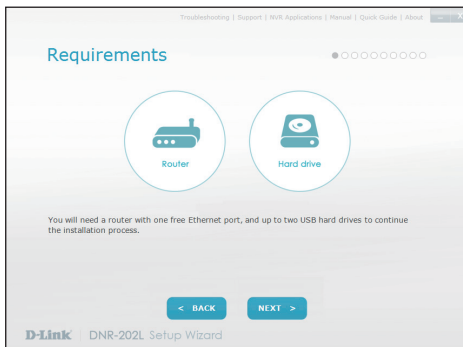 Troubleshooting | Support | NVR Applications | Manual | Quick Guide | About
Requirements
Router
Hard drive
You will need a router with one free Ethernet port, and up to two USB hard drives to continue
the installation process.
< BACK
NEXT >
D-Link DNR-202L Setup Wizard